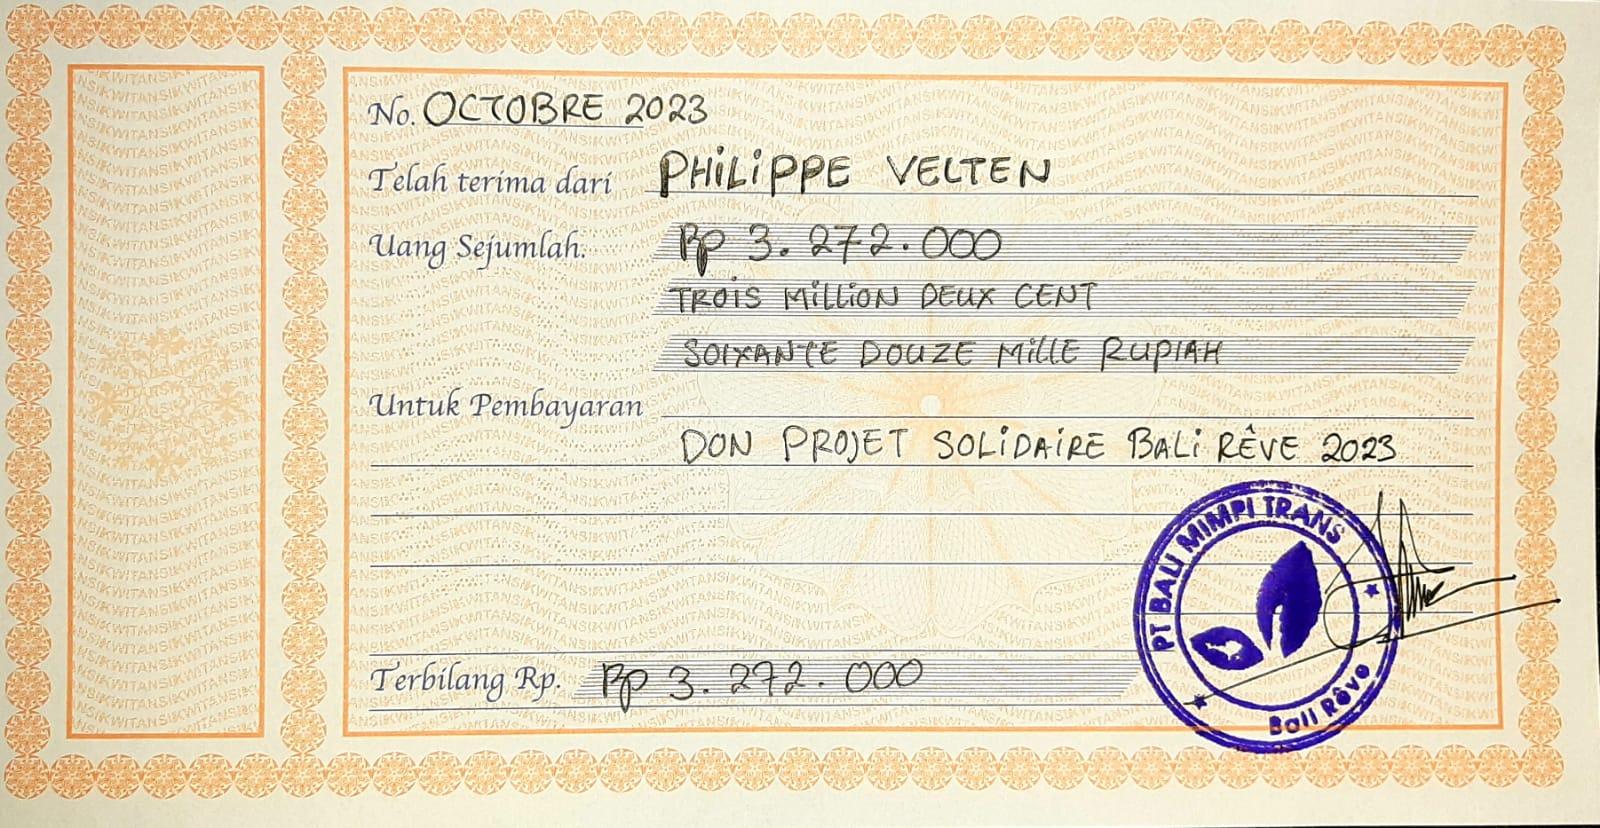 No. OCTOBRE 2023
Telah terima dari PHILIPPE VELTEN
Uang Sejumlah. Rp 3.272.000
TROIS MILLION DEUX CENT
SOIXANTE DOUZE MILLE RUPIAH
Untuk Pembayaran
DON PROJET SOLIDAIRE BALI RÊVE 2023
PT BALI MIMPI TRANS
Bali Rêve
Terbilang Rp. Rp 3.272.000